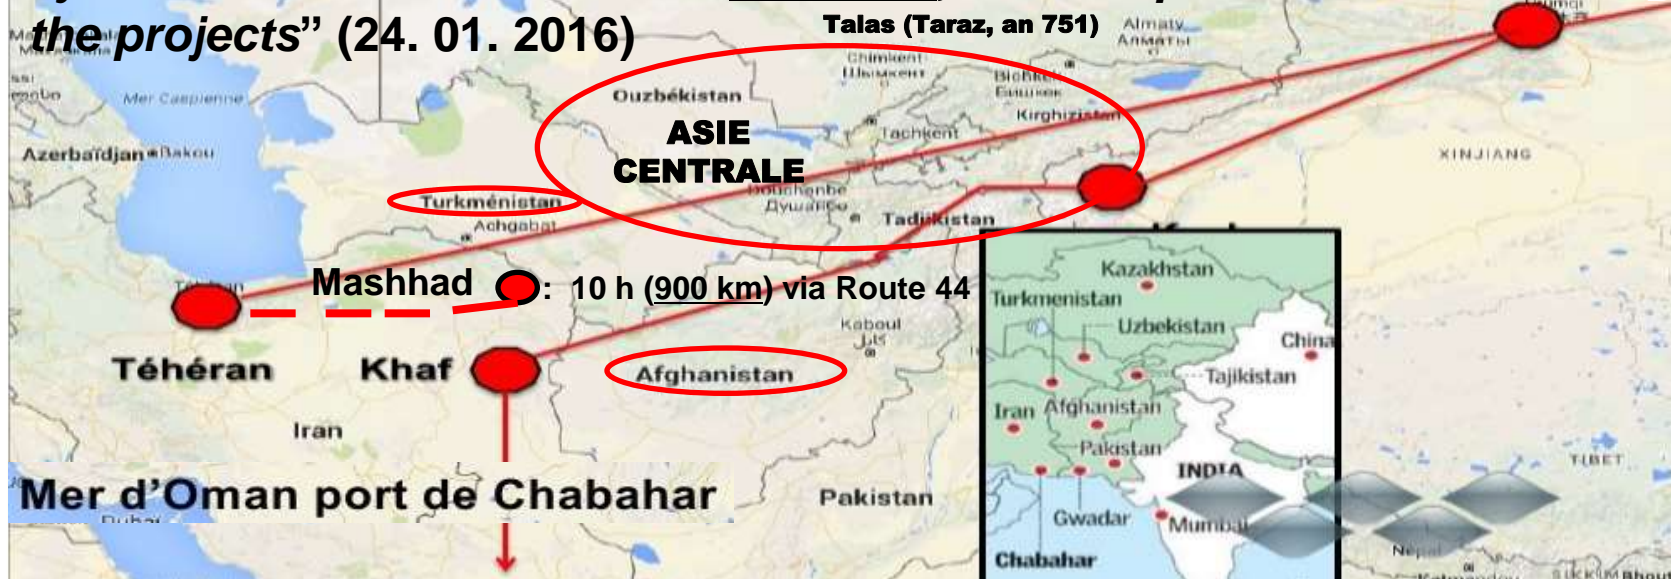 the projects” (24. 01. 2016)
Talas (Taraz, an 751)
Almaty
Алматы
Chimkent
Шымкент
Bichkek
Бишкек
Mer Caspienne
Ouzbékistan
Kirghizistan
ASIE
CENTRALE
Tachkent
Azerbaïdjan
Bakou
XINJIANG
Douchanbe
Душанбе
Turkménistan
Achgabat
Tadjikistan
Mashhad : 10 h (900 km) via Route 44
Téhéran
Khaf
Kaboul
کابل
Afghanistan
Iran
Mer d’Oman port de Chabahar
Pakistan
Dubaï
Kazakhstan
Turkmenistan
Uzbekistan
China
Tajikistan
Iran
Afghanistan
Pakistan
INDIA
Gwadar
Mumbai
Chabahar
TIBET
Népal